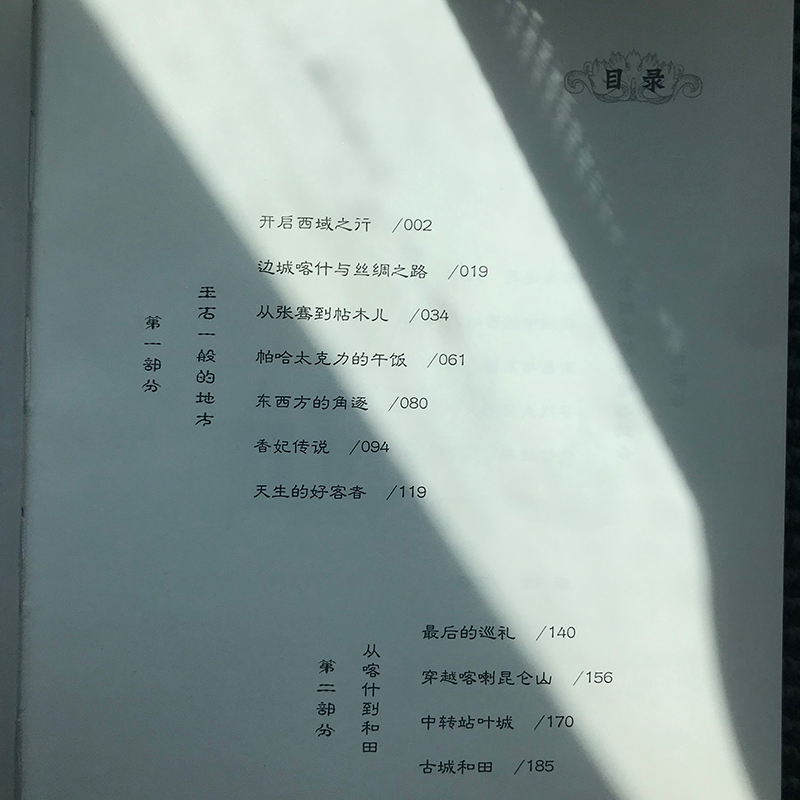 目录
第一部分
玉石一般的地方
开启西域之行 /002
边城喀什与丝绸之路 /019
从张骞到帖木儿 /034
帕哈太克力的午饭 /061
东西方的角逐 /080
香妃传说 /094
天生的好客者 /119
第二部分
从喀什到和田
最后的巡礼 /140
穿越喀喇昆仑山 /156
中转站叶城 /170
古城和田 /185